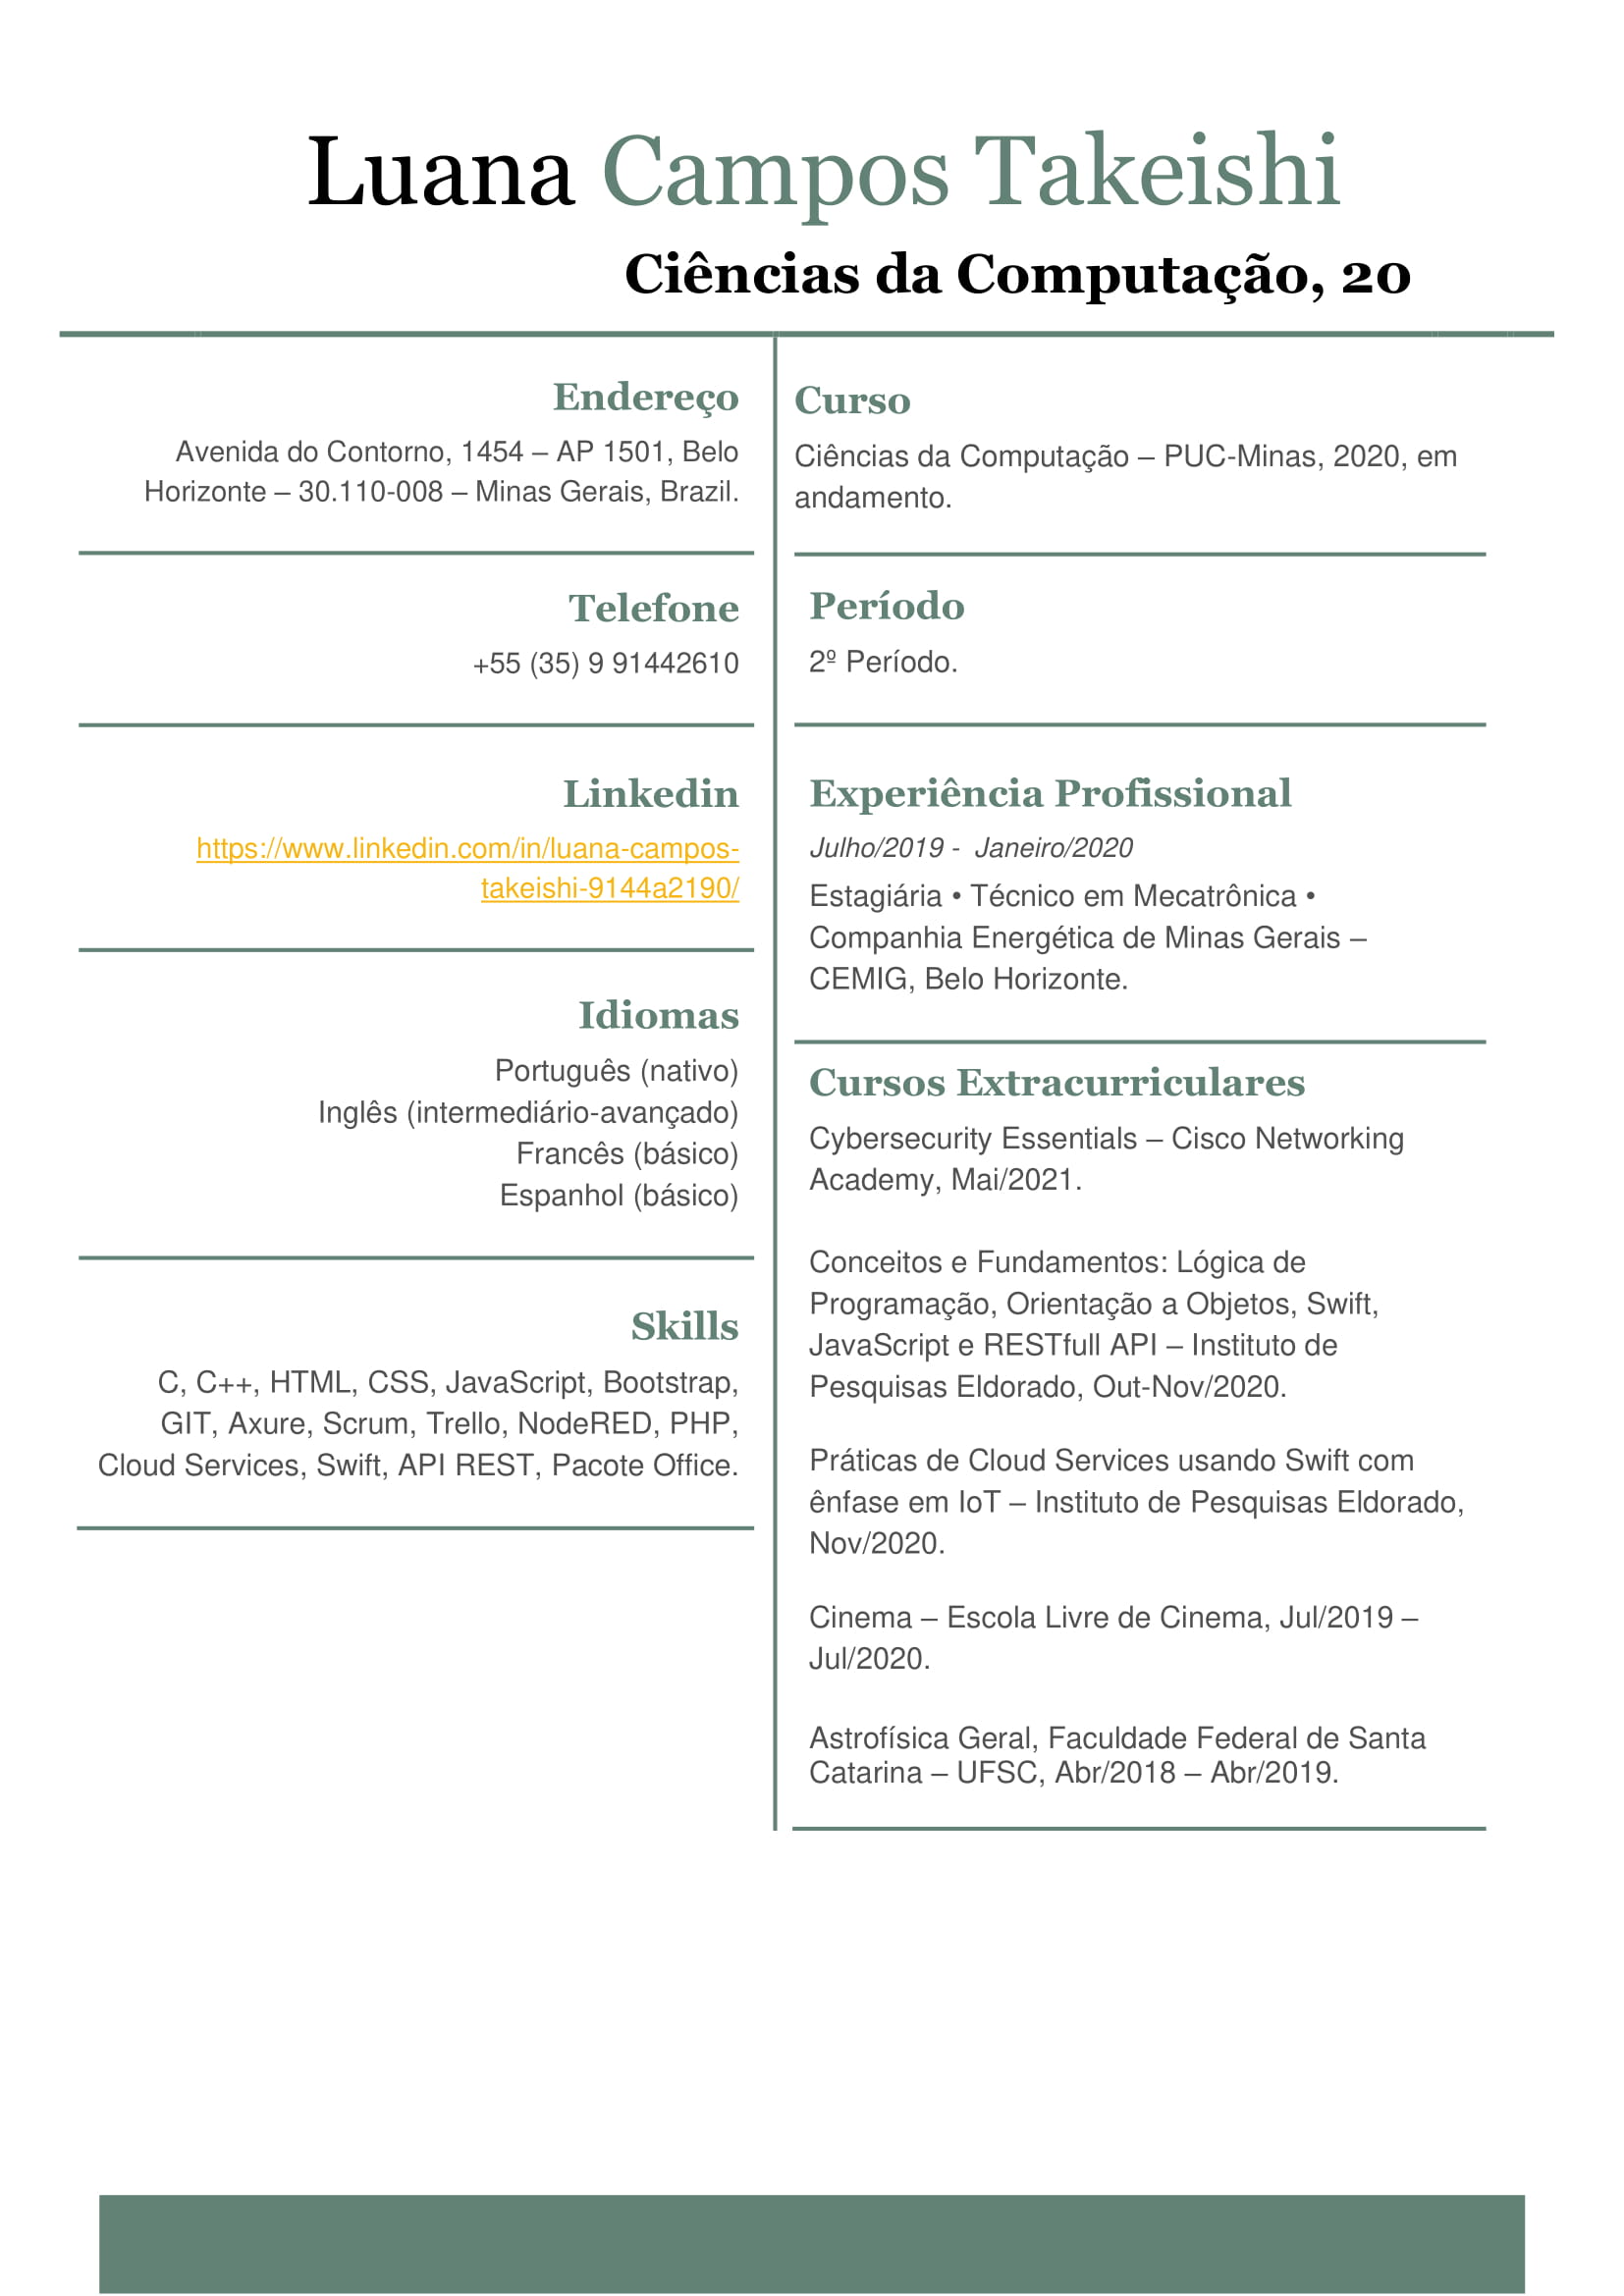 Luana Campos Takeishi
Ciências da Computação, 20
Endereço
Avenida do Contorno, 1454 – AP 1501, Belo
Horizonte – 30.110-008 – Minas Gerais, Brazil.
Telefone
+55 (35) 9 91442610
Linkedin
https://www.linkedin.com/in/luana-campos-
takeishi-9144a2190/
Idiomas
Português (nativo)
Inglês (intermediário-avançado)
Francês (básico)
Espanhol (básico)
Skills
C, C++, HTML, CSS, JavaScript, Bootstrap,
GIT, Axure, Scrum, Trello, NodeRED, PHP,
Cloud Services, Swift, API REST, Pacote Office.
Curso
Ciências da Computação – PUC-Minas, 2020, em
andamento.
Período
2º Período.
Experiência Profissional
Julho/2019 - Janeiro/2020
Estagiária • Técnico em Mecatrônica •
Companhia Energética de Minas Gerais –
CEMIG, Belo Horizonte.
Cursos Extracurriculares
Cybersecurity Essentials – Cisco Networking
Academy, Mai/2021.
Conceitos e Fundamentos: Lógica de
Programação, Orientação a Objetos, Swift,
JavaScript e RESTfull API – Instituto de
Pesquisas Eldorado, Out-Nov/2020.
Práticas de Cloud Services usando Swift com
ênfase em IoT – Instituto de Pesquisas Eldorado,
Nov/2020.
Cinema – Escola Livre de Cinema, Jul/2019 –
Jul/2020.
Astrofísica Geral, Faculdade Federal de Santa
Catarina – UFSC, Abr/2018 – Abr/2019.